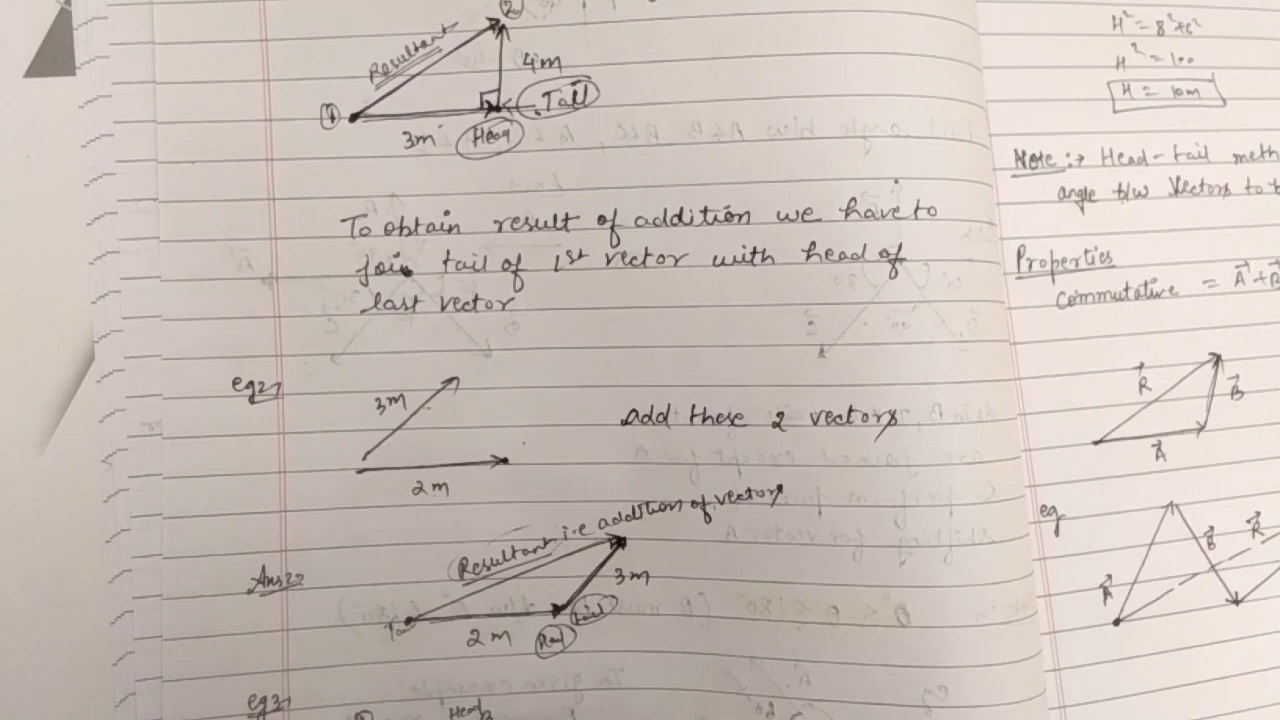 ②
Resultant
4m
①
Tail
3m
Head
To obtain result of addition we have to
join tail of 1st vector with head of
last vector
eg2→
3m
add these 2 vectors
2m
Resultant i.e addition of vectors
Ans2→
3m
2m
tail
eg3→
Head
H² = 8²+6²
H² = 100
H = 10m
Note :→ Head-tail
angle b/w vectors to
Properties
Commutative = A⃗ + B⃗
R⃗
B⃗
A⃗
eg
B⃗
R⃗
A⃗